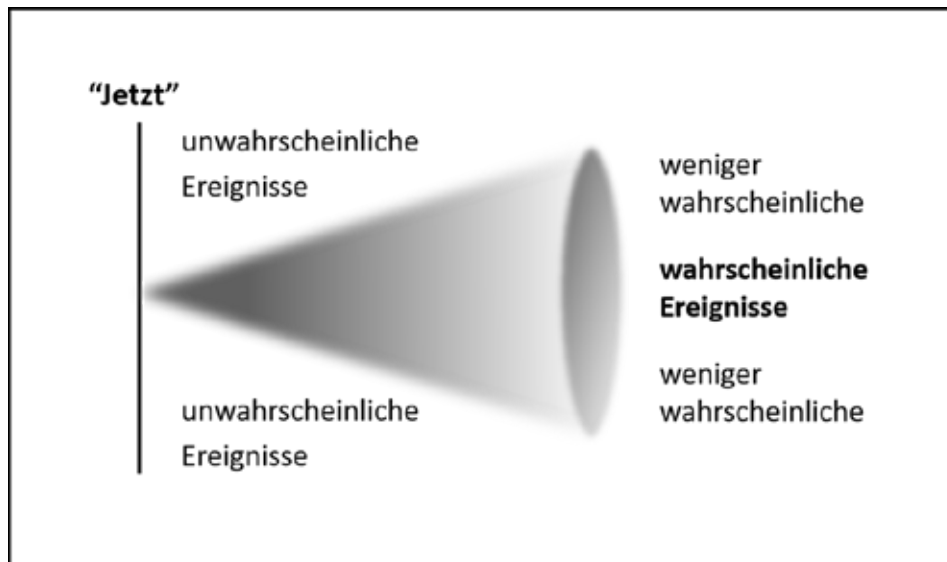 “Jetzt”
unwahrscheinliche
Ereignisse
weniger
wahrscheinliche
wahrscheinliche
Ereignisse
weniger
wahrscheinliche
unwahrscheinliche
Ereignisse